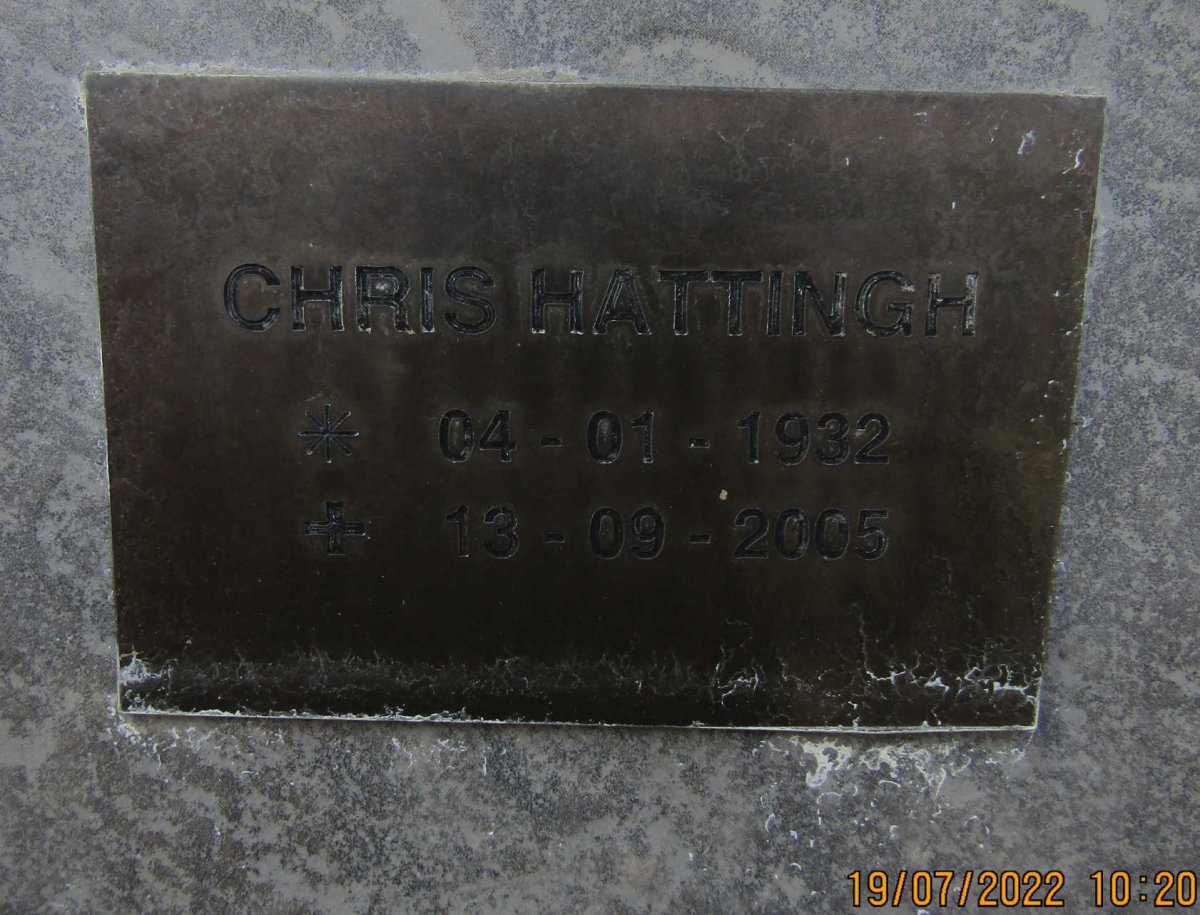 CHRIS HATTINGH
* 04 - 01 - 1932
+ 13 - 09 - 2005
19/07/2022 10:20